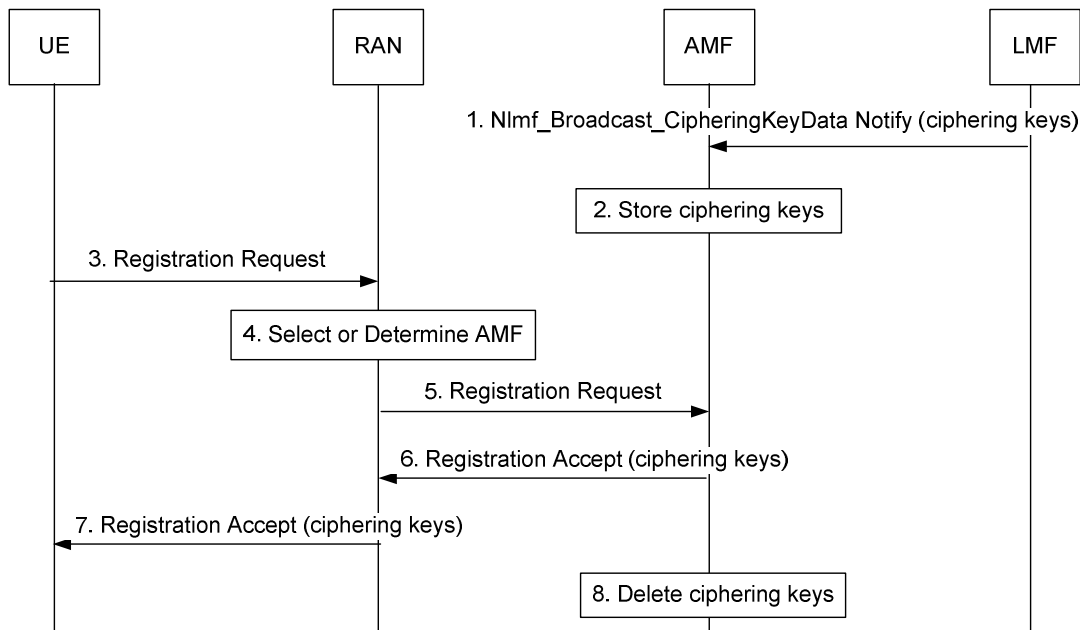 UE
RAN
AMF
LMF
1. Nlmf_Broadcast_CipheringKeyData Notify (ciphering keys)
2. Store ciphering keys
3. Registration Request
4. Select or Determine AMF
5. Registration Request
6. Registration Accept (ciphering keys)
7. Registration Accept (ciphering keys)
8. Delete ciphering keys